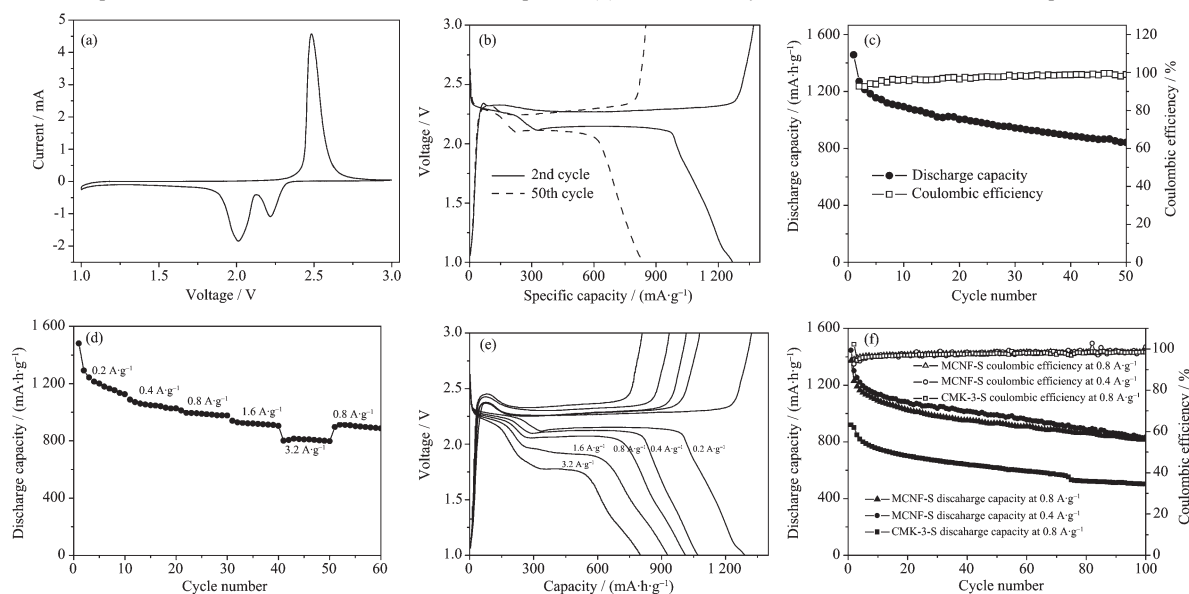 (a)
5
4
3
2
1
0
-1
-2
Current / mA
1.0
1.5
2.0
2.5
3.0
Voltage / V
(b)
3.0
2.5
2.0
1.5
1.0
Voltage / V
2nd cycle
50th cycle
0
300
600
900
1 200
Specific capacity / (mA·g⁻¹)
(c)
1 600
1 200
800
400
0
Discharge capacity / (mA·h·g⁻¹)
Discharge capacity
Coulombic efficiency
120
100
80
60
40
20
0
Coulombic efficiency / %
0
10
20
30
40
50
Cycle number
(d)
1 600
1 200
800
400
0
Discharge capacity / (mA·h·g⁻¹)
0.2 A·g⁻¹
0.4 A·g⁻¹
0.8 A·g⁻¹
1.6 A·g⁻¹
3.2 A·g⁻¹
0.8 A·g⁻¹
0
10
20
30
40
50
60
Cycle number
(e)
3.0
2.5
2.0
1.5
1.0
Voltage / V
3.2 A·g⁻¹
1.6 A·g⁻¹
0.8 A·g⁻¹
0.4 A·g⁻¹
0.2 A·g⁻¹
0
300
600
900
1 200
Capacity / (mA·h·g⁻¹)
(f)
1 600
1 200
800
400
0
Discharge capacity / (mA·h·g⁻¹)
MCNF-S coulombic efficiency at 0.8 A·g⁻¹
MCNF-S coulombic efficiency at 0.4 A·g⁻¹
CMK-3-S coulombic efficiency at 0.8 A·g⁻¹
MCNF-S discaharge capacity at 0.8 A·g⁻¹
MCNF-S discaharge capacity at 0.4 A·g⁻¹
CMK-3-S discaharge capacity at 0.8 A·g⁻¹
100
80
60
40
20
0
Coulombic efficiency / %
0
20
40
60
80
100
Cycle number